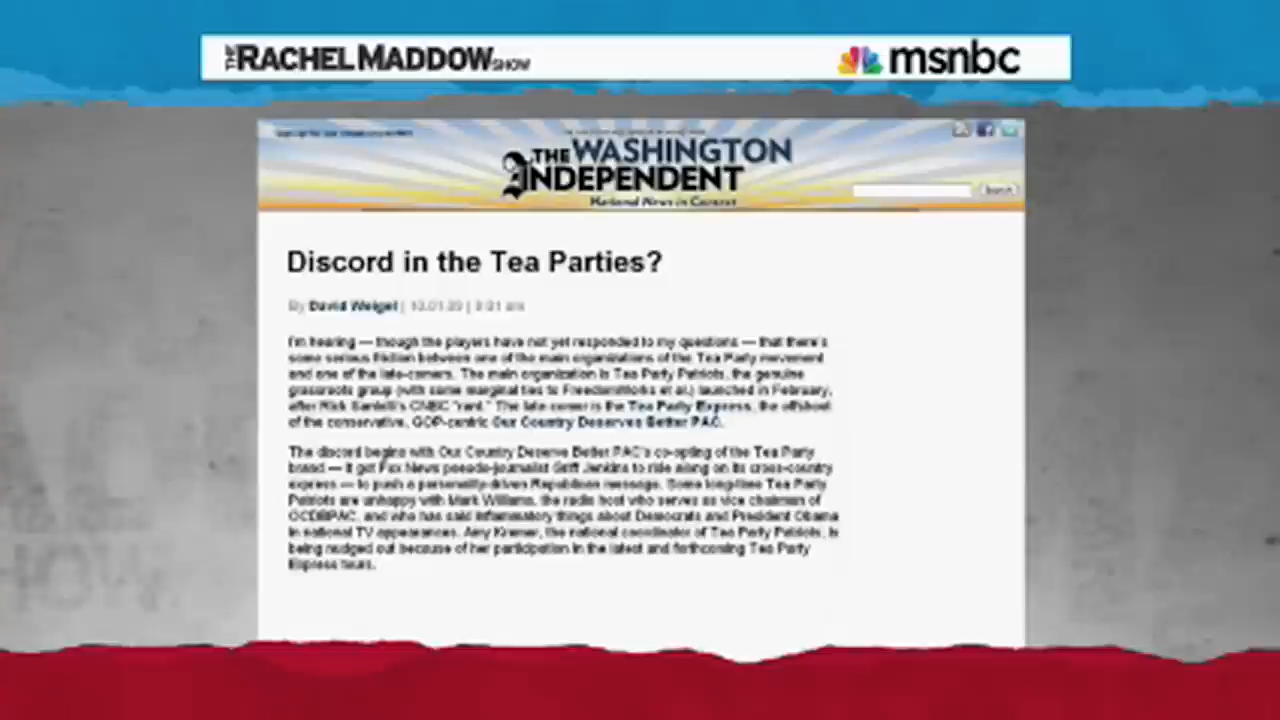 THE RACHEL MADDOW SHOW
msnbc
THE WASHINGTON
INDEPENDENT
National News in Context
Search
Discord in the Tea Parties?
By David Weigel | am
I'm hearing — though the players have not yet responded to my questions — that there's
some serious friction between one of the main organizations of the Tea Party movement
and one of the late-comers. The main organization is Tea Party Patriots, the genuine
grassroots group (with some marginal ties to FreedomWorks et al.) launched in February,
after Rick Santelli's CNBC "rant." The late comer is the Tea Party Express, the offshoot
of the conservative, GOP-centric Our Country Deserves Better PAC.
The discord begins with Our Country Deserve Better PAC's co-opting of the Tea Party
brand — it got Fox News pseudo-journalist Griff Jenkins to ride along on its cross-country
express — to push a personality-driven Republican message. Some long-time Tea Party
Patriots are unhappy with Mark Williams, the radio host who serves as vice chairman of
OCDBPAC, and who has said inflammatory things about Democrats and President Obama
in national TV appearances. Amy Kremer, the national coordinator of Tea Party Patriots, is
being nudged out because of her participation in the latest and forthcoming Tea Party
Express tours.